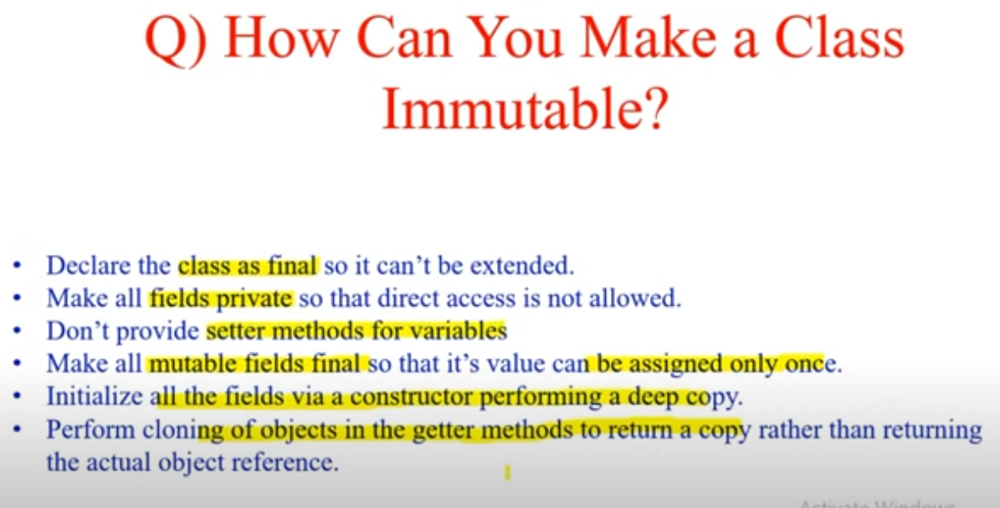 Q) How Can You Make a Class
Immutable?
• Declare the class as final so it can’t be extended.
• Make all fields private so that direct access is not allowed.
• Don’t provide setter methods for variables
• Make all mutable fields final so that it’s value can be assigned only once.
• Initialize all the fields via a constructor performing a deep copy.
• Perform cloning of objects in the getter methods to return a copy rather than returning
the actual object reference.
Activate Windows